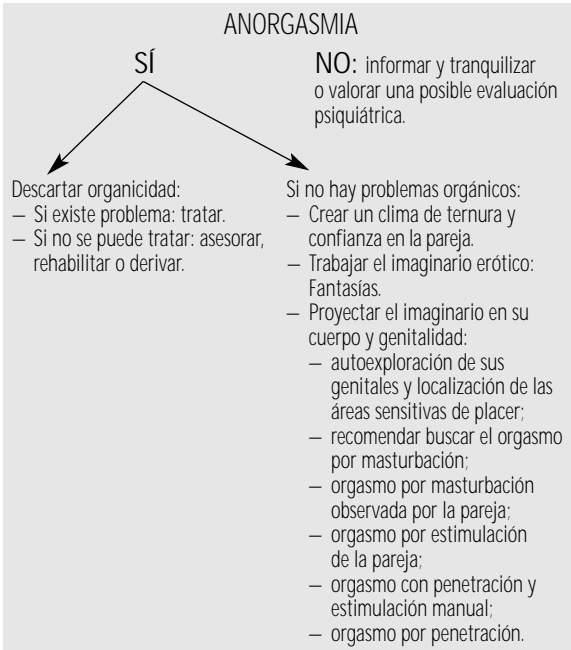 ANORGASMIA
SÍ
NO: informar y tranquilizar
o valorar una posible evaluación
psiquiátrica.
Descartar organicidad:
— Si existe problema: tratar.
— Si no se puede tratar: asesorar,
rehabilitar o derivar.
Si no hay problemas orgánicos:
— Crear un clima de ternura y
confianza en la pareja.
— Trabajar el imaginario erótico:
Fantasías.
— Proyectar el imaginario en su
cuerpo y genitalidad:
— autoexploración de sus
genitales y localización de las
áreas sensitivas de placer;
— recomendar buscar el orgasmo
por masturbación;
— orgasmo por masturbación
observada por la pareja;
— orgasmo por estimulación
de la pareja;
— orgasmo con penetración y
estimulación manual;
— orgasmo por penetración.